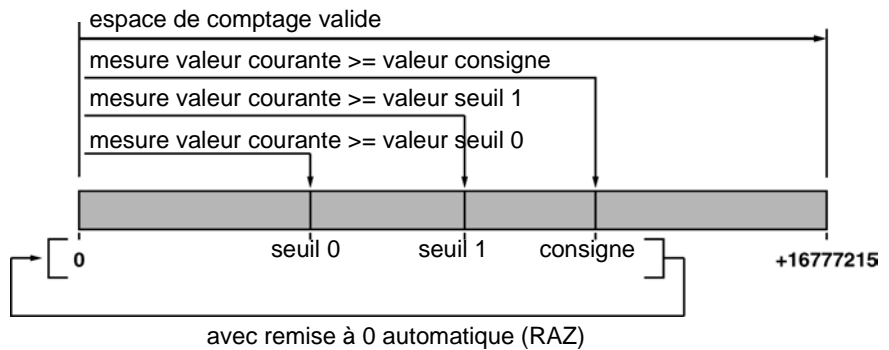 espace de comptage valide
mesure valeur courante >= valeur consigne
mesure valeur courante >= valeur seuil 1
mesure valeur courante >= valeur seuil 0
0 seuil 0 seuil 1 consigne +16777215
avec remise à 0 automatique (RAZ)